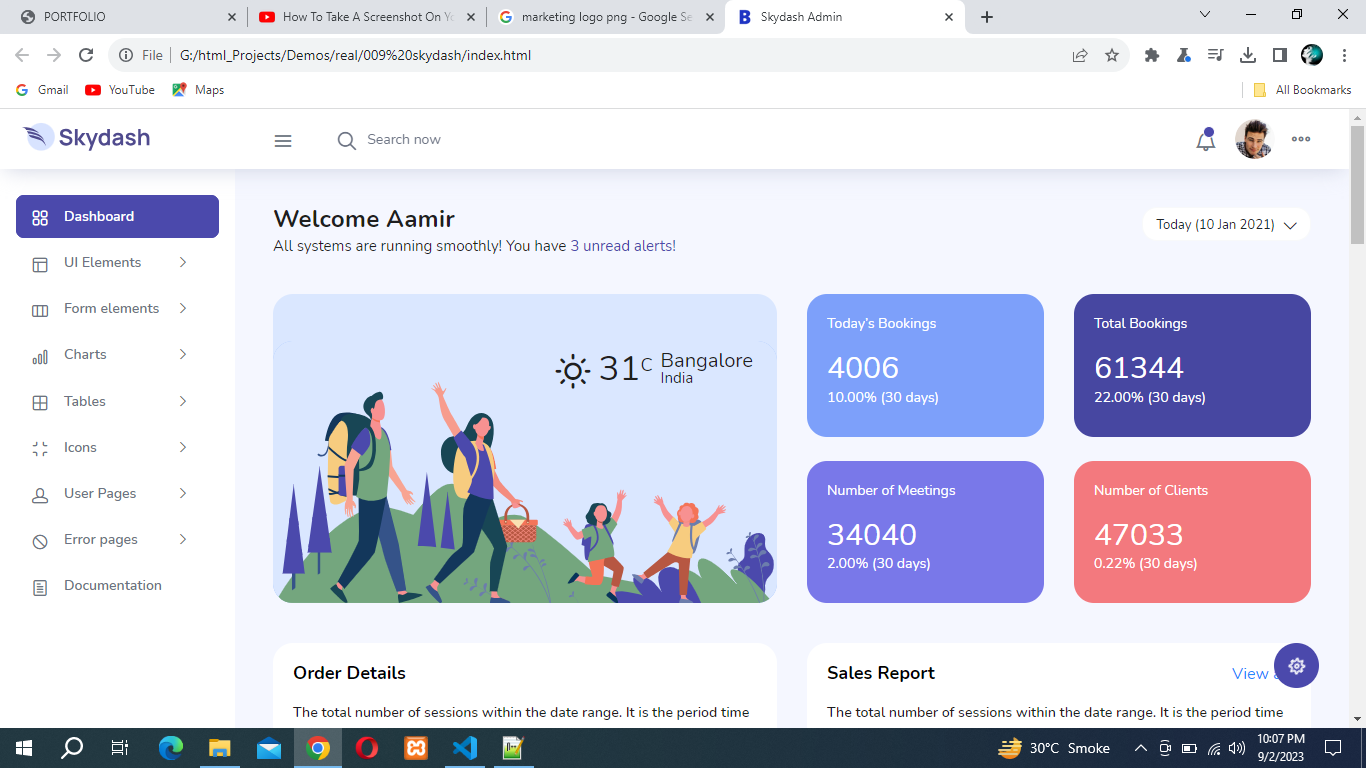 PORTFOLIO
How To Take A Screenshot On Yo
marketing logo png - Google Se
Skydash Admin
File
G:/html_Projects/Demos/real/009%20skydash/index.html
Gmail
YouTube
Maps
All Bookmarks
Skydash
Search now
Dashboard
UI Elements
Form elements
Charts
Tables
Icons
User Pages
Error pages
Documentation
Welcome Aamir
All systems are running smoothly! You have 3 unread alerts!
Today (10 Jan 2021)
31C Bangalore
India
Today's Bookings
4006
10.00% (30 days)
Total Bookings
61344
22.00% (30 days)
Number of Meetings
34040
2.00% (30 days)
Number of Clients
47033
0.22% (30 days)
Order Details
The total number of sessions within the date range. It is the period time
Sales Report
View
The total number of sessions within the date range. It is the period time
30°C Smoke
10:07 PM
9/2/2023